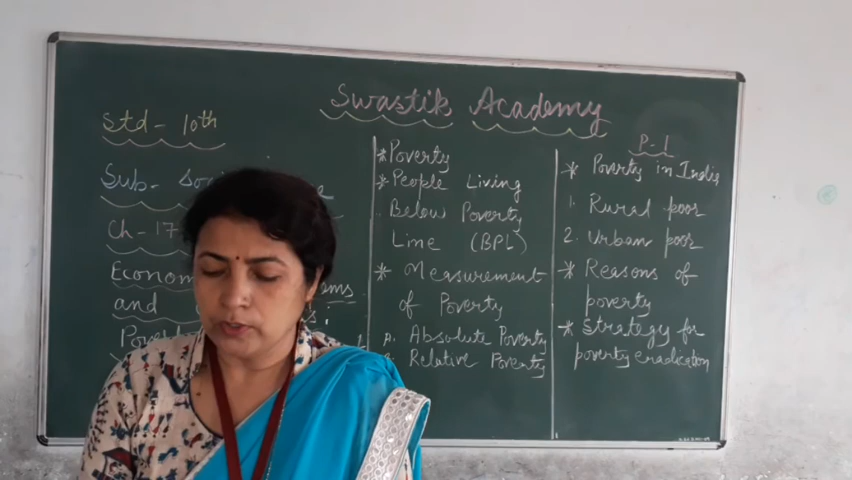 Swastik Academy
Std - 10th
Sub-
Ch-17
Econom
and
Poverty
* Poverty
* People Living
Below Poverty
Line (BPL)
* Measurement
of Poverty
A. Absolute Poverty
Relative Poverty
P-1
* Poverty in India
1. Rural poor
2. Urban poor
* Reasons of
poverty
* Strategy for
poverty eradication